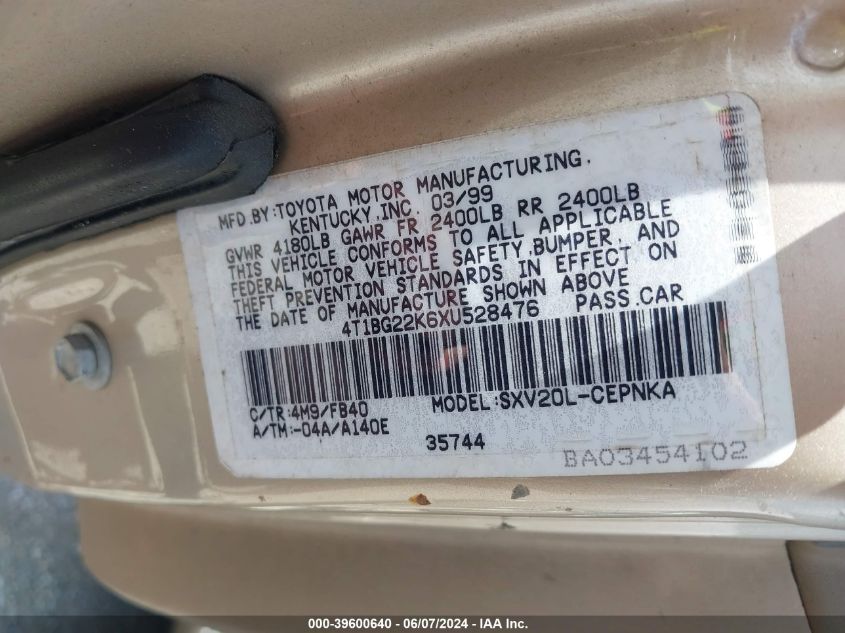 MFD.BY:TOYOTA MOTOR MANUFACTURING,
KENTUCKY,INC. 03/99
GVWR 4180LB GAWR FR 2400LB RR 2400LB
THIS VEHICLE CONFORMS TO ALL APPLICABLE
FEDERAL MOTOR VEHICLE SAFETY,BUMPER, AND
THEFT PREVENTION STANDARDS IN EFFECT ON
THE DATE OF MANUFACTURE SHOWN ABOVE
4T1BG22K6XU528476 PASS.CAR
C/TR:4M9/FB40 MODEL:SXV20L-CEPNKA
A/TM:-04A/A140E
35744
BA03454102
000-39600640 - 06/07/2024 - IAA Inc.